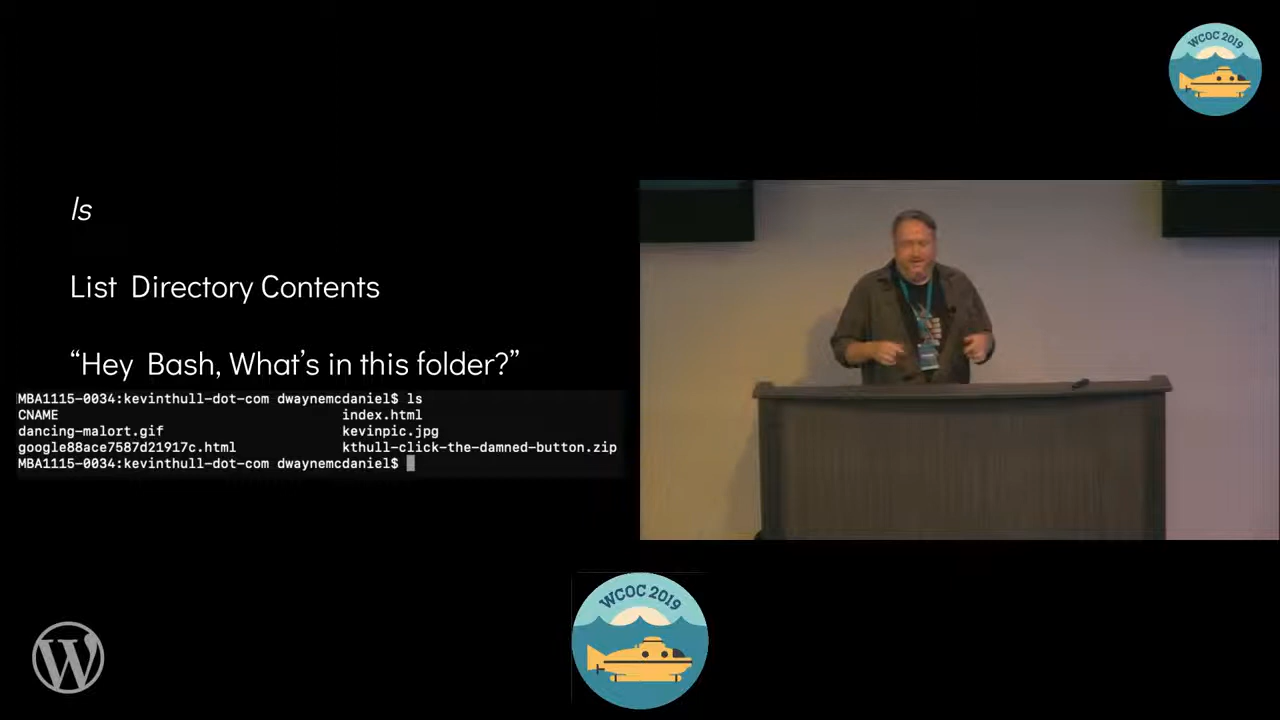 WCOC 2019
ls
List Directory Contents
“Hey Bash, What’s in this folder?”
MBA1115-0034:kevinthull-dot-com dwaynemcdaniel$ ls
CNAME index.html
dancing-malort.gif kevinpic.jpg
google88ace7587d21917c.html kthull-click-the-damned-button.zip
MBA1115-0034:kevinthull-dot-com dwaynemcdaniel$
WCOC 2019
W